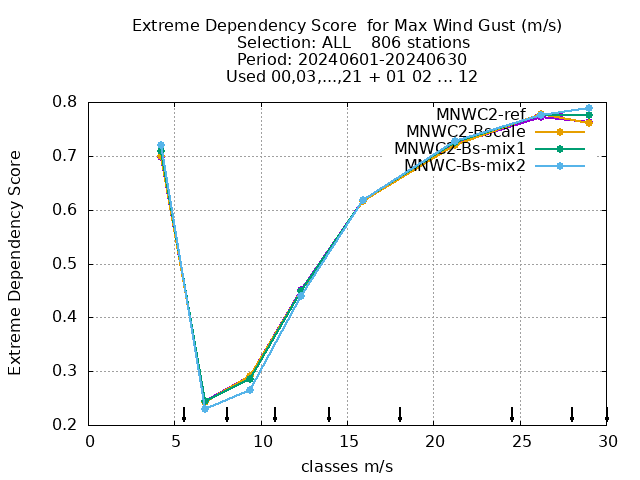 Extreme Dependency Score  for Max Wind Gust (m/s)
Selection: ALL    806 stations
Period: 20240601-20240630
Used 00,03,...,21 + 01 02 ... 12
Extreme Dependency Score
0.8
0.7
0.6
0.5
0.4
0.3
0.2
MNWC2-ref
MNWC2-Bscale
MNWC2-Bs-mix1
MNWC-Bs-mix2
0 5 10 15 20 25 30
classes m/s